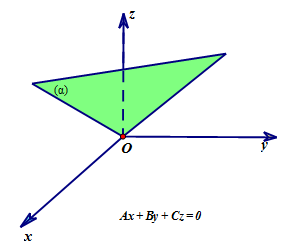 z
(α)
O
y
x
Ax + By + Cz = 0